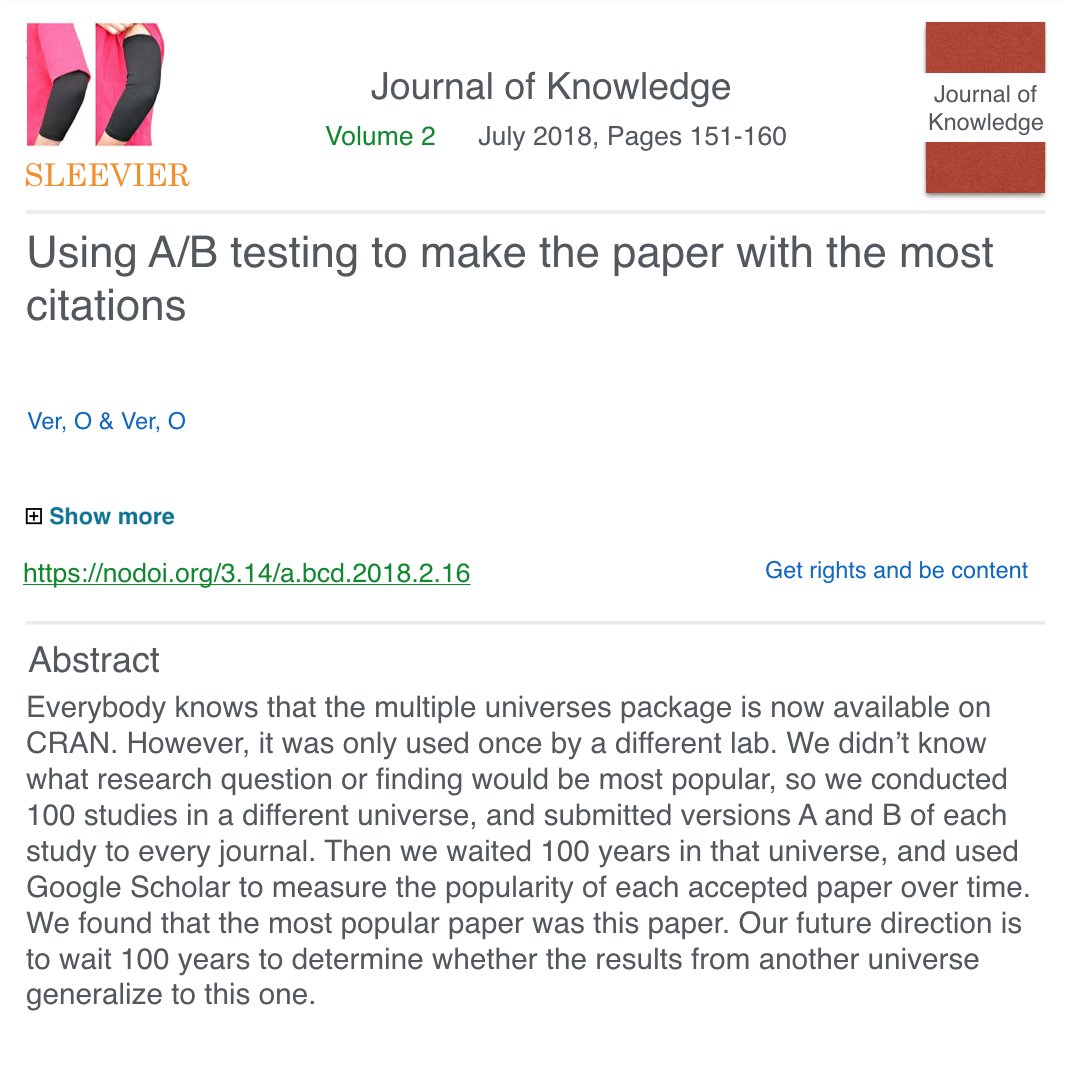 Journal of Knowledge
Volume 2 July 2018, Pages 151-160
SLEEVIER
Journal of
Knowledge
Using A/B testing to make the paper with the most
citations
Ver, O & Ver, O
Show more
https://nodoi.org/3.14/a.bcd.2018.2.16
Get rights and be content
Abstract
Everybody knows that the multiple universes package is now available on
CRAN. However, it was only used once by a different lab. We didn’t know
what research question or finding would be most popular, so we conducted
100 studies in a different universe, and submitted versions A and B of each
study to every journal. Then we waited 100 years in that universe, and used
Google Scholar to measure the popularity of each accepted paper over time.
We found that the most popular paper was this paper. Our future direction is
to wait 100 years to determine whether the results from another universe
generalize to this one.